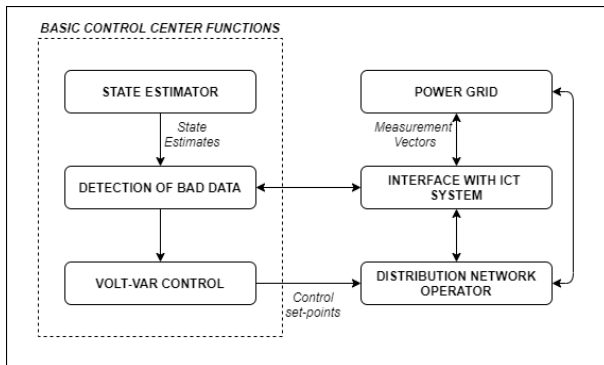 BASIC CONTROL CENTER FUNCTIONS
STATE ESTIMATOR
POWER GRID
State
Estimates
Measurement
Vectors
DETECTION OF BAD DATA
INTERFACE WITH ICT
SYSTEM
VOLT-VAR CONTROL
DISTRIBUTION NETWORK
OPERATOR
Control
set-points